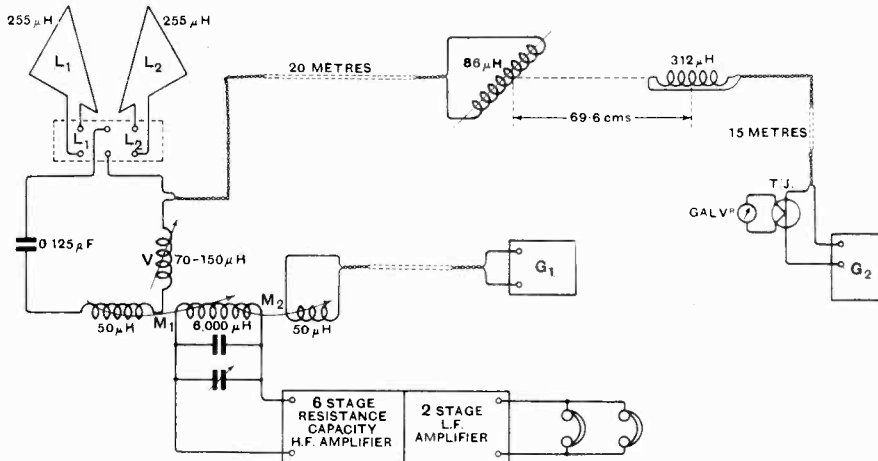 255 μH
255 μH
L1
L2
20 METRES
86 μH
312 μH
69·6 cms
L1
L2
15 METRES
T.J.
GALVR
G2
0·125 μF
V
70-150 μH
G1
50 μH
M1
6,000 μH
M2
50 μH
6 STAGE
RESISTANCE
CAPACITY
H.F. AMPLIFIER
2 STAGE
L.F.
AMPLIFIER